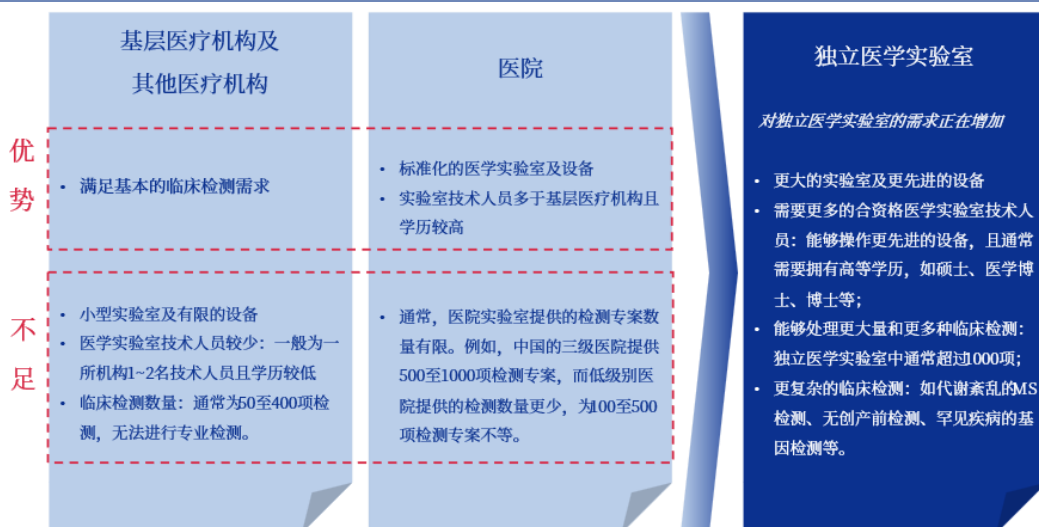 基层医疗机构及
其他医疗机构
医院
独立医学实验室
对独立医学实验室的需求正在增加
优
势
• 满足基本的临床检测需求
• 标准化的医学实验室及设备
• 实验室技术人员多于基层医疗机构且
学历较高
不
足
• 小型实验室及有限的设备
• 医学实验室技术人员较少：一般为一
所机构1~2名技术人员且学历较低
• 临床检测数量：通常为50至400项检
测，无法进行专业检测。
• 通常，医院实验室提供的检测专案数
量有限。例如，中国的三级医院提供
500至1000项检测专案，而低级别医
院提供的检测数量更少，为100至500
项检测专案不等。
• 更大的实验室及更先进的设备
• 需要更多的合资格医学实验室技术人
员：能够操作更先进的设备，且通常
需要拥有高等学历，如硕士、医学博
士、博士等；
• 能够处理更大量和更多种临床检测：
独立医学实验室中通常超过1000项；
• 更复杂的临床检测：如代谢紊乱的MS
检测、无创产前检测、罕见疾病的基
因检测等。